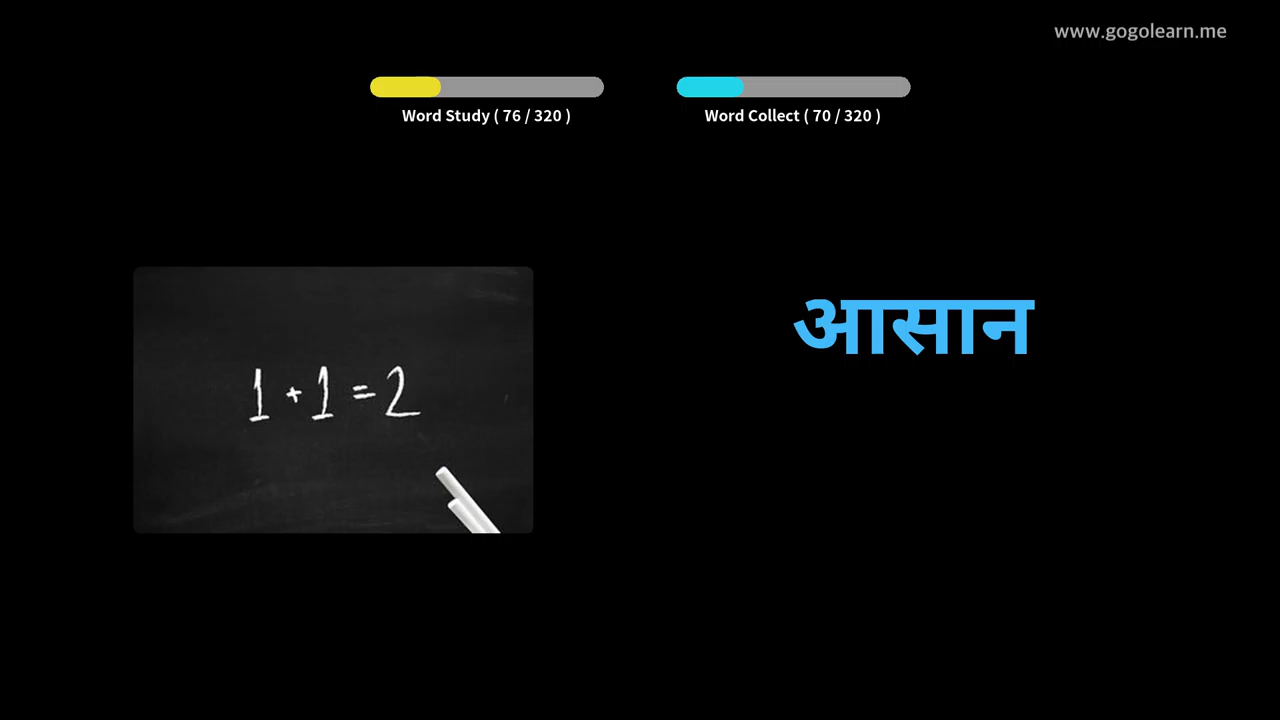 www.gogolearn.me
Word Study ( 76 / 320 )
Word Collect ( 70 / 320 )
1 + 1 = 2
आसान